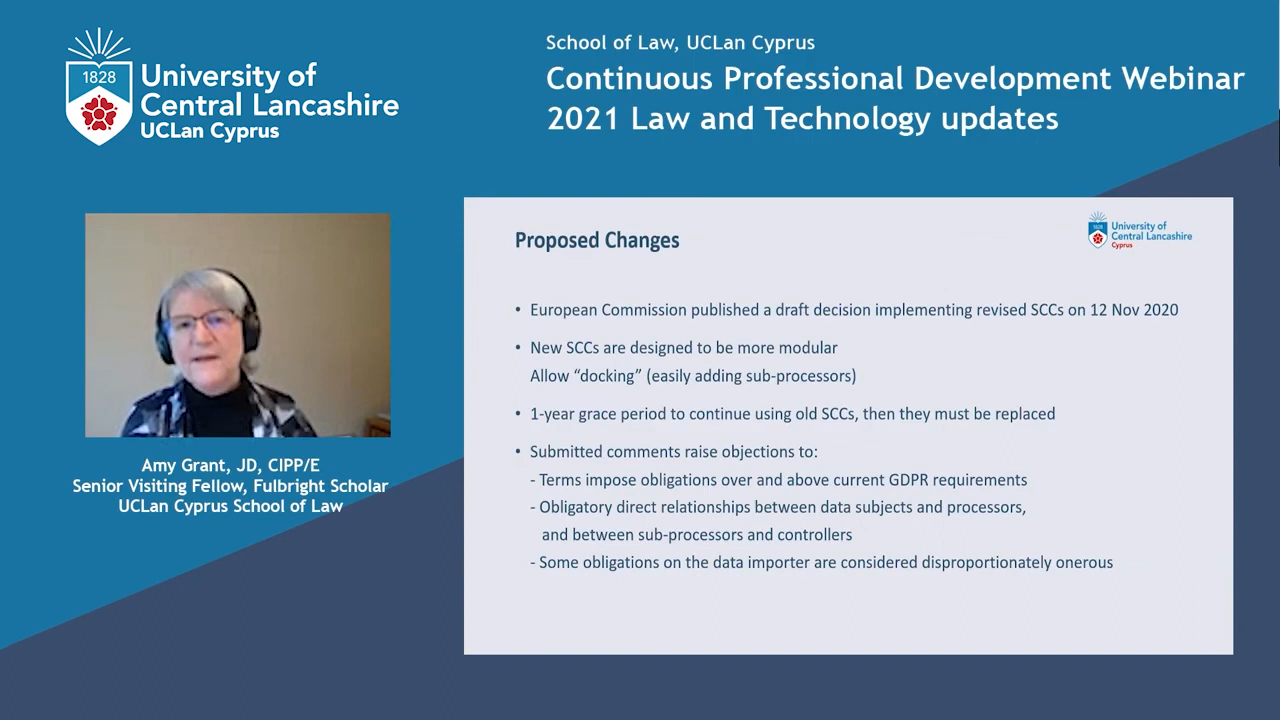 1828
University of
Central Lancashire
UCLan Cyprus
School of Law, UCLan Cyprus
Continuous Professional Development Webinar
2021 Law and Technology updates
Amy Grant, JD, CIPP/E
Senior Visiting Fellow, Fulbright Scholar
UCLan Cyprus School of Law
Proposed Changes
1828
University of
Central Lancashire
Cyprus
• European Commission published a draft decision implementing revised SCCs on 12 Nov 2020
• New SCCs are designed to be more modular
Allow “docking” (easily adding sub-processors)
• 1-year grace period to continue using old SCCs, then they must be replaced
• Submitted comments raise objections to:
- Terms impose obligations over and above current GDPR requirements
- Obligatory direct relationships between data subjects and processors,
and between sub-processors and controllers
- Some obligations on the data importer are considered disproportionately onerous